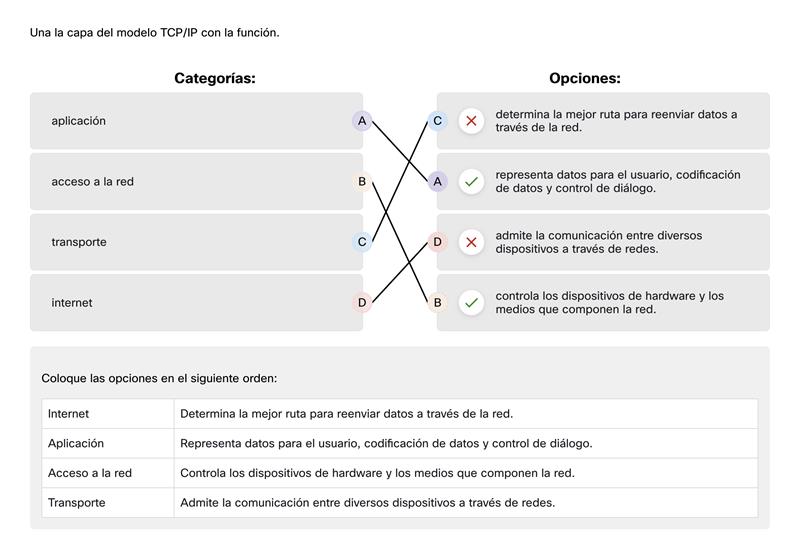 Una la capa del modelo TCP/IP con la función.
Categorías:
Opciones:
aplicación
A
C
determina la mejor ruta para reenviar datos a
través de la red.
acceso a la red
B
A
representa datos para el usuario, codificación
de datos y control de diálogo.
transporte
C
D
admite la comunicación entre diversos
dispositivos a través de redes.
internet
D
B
controla los dispositivos de hardware y los
medios que componen la red.
Coloque las opciones en el siguiente orden:
Internet
Determina la mejor ruta para reenviar datos a través de la red.
Aplicación
Representa datos para el usuario, codificación de datos y control de diálogo.
Acceso a la red
Controla los dispositivos de hardware y los medios que componen la red.
Transporte
Admite la comunicación entre diversos dispositivos a través de redes.